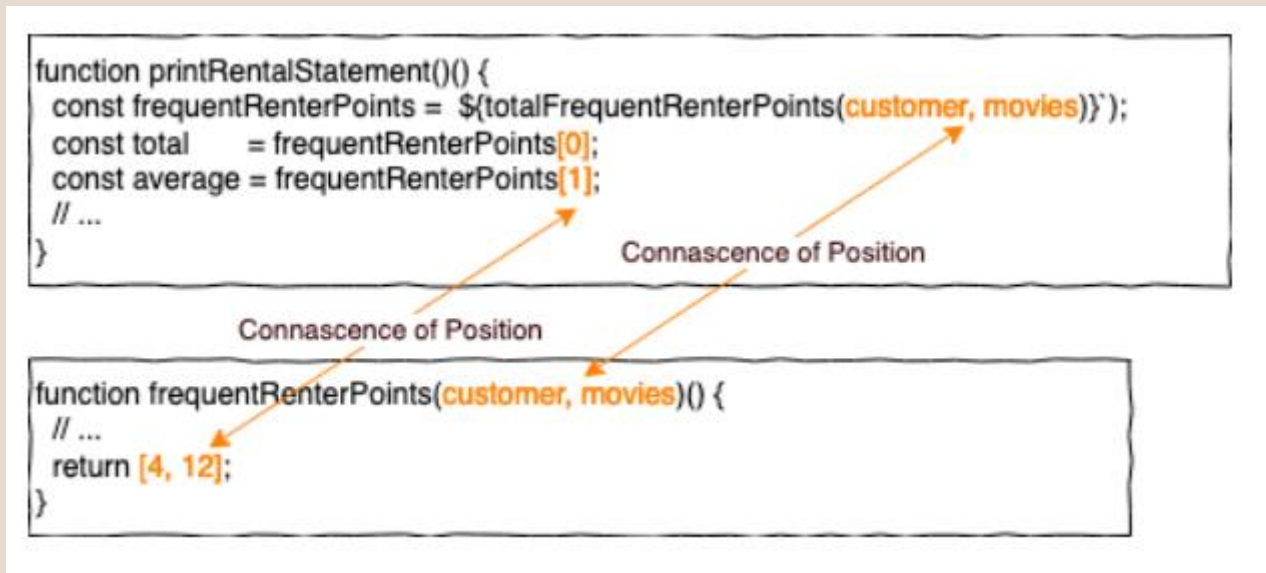 function printRentalStatement()() {
const frequentRenterPoints = ${totalFrequentRenterPoints(customer, movies)}`);
const total = frequentRenterPoints[0];
const average = frequentRenterPoints[1];
// ...
}
Connascence of Position
Connascence of Position
function frequentRenterPoints(customer, movies)() {
// ...
return [4, 12];
}